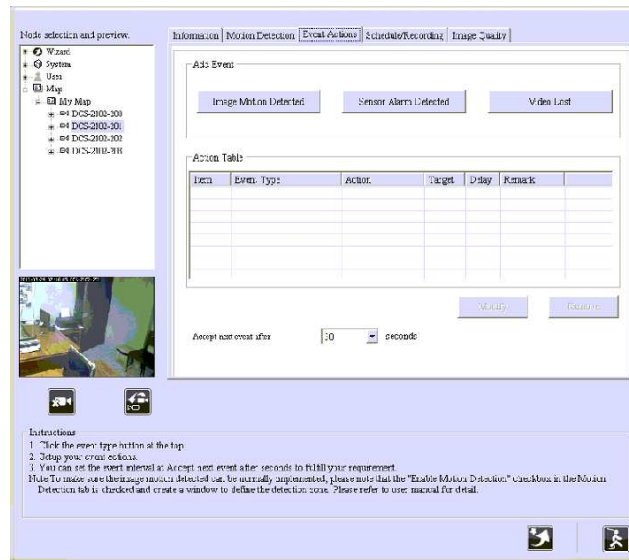 Node selection and preview.
Wizard
System
User
Map
My Map
DCS-2102-200
DCS-2102-201
DCS-2102-202
Information
Motion Detection
Event Actions
Schedule/Recording
Image Quality
Add Event
Image Motion Detected
Sensor Alarm Detected
Video Lost
Action Table
Item
Event Type
Action
Target
Delay
Remark
Modify
Remove
Accept next event after
seconds
Instructions
1. Click the event type button at the top.
2. Setup your event actions.
3. You can set the event interval at Accept next event after seconds to fulfill your requirement.
Note:To make sure the image motion detected can be normally implemented, please note that the "Enable Motion Detection" checkbox in the Motion
Detection tab is checked and create a window to define the detection zone. Please refer to user manual for detail.